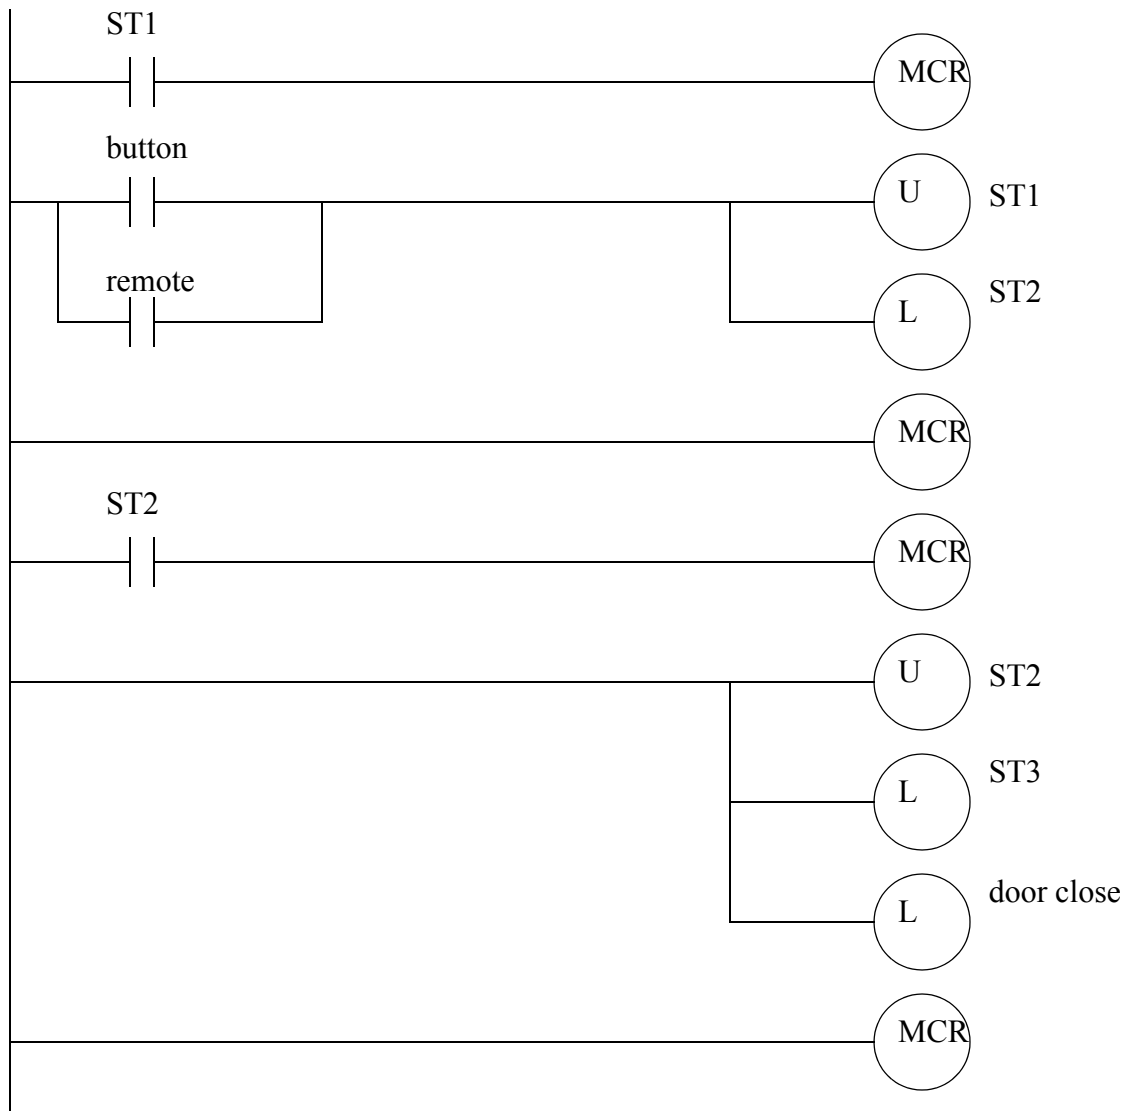 ST1
MCR
button
U ST1
remote
L ST2
MCR
ST2
MCR
U ST2
L ST3
L door close
MCR